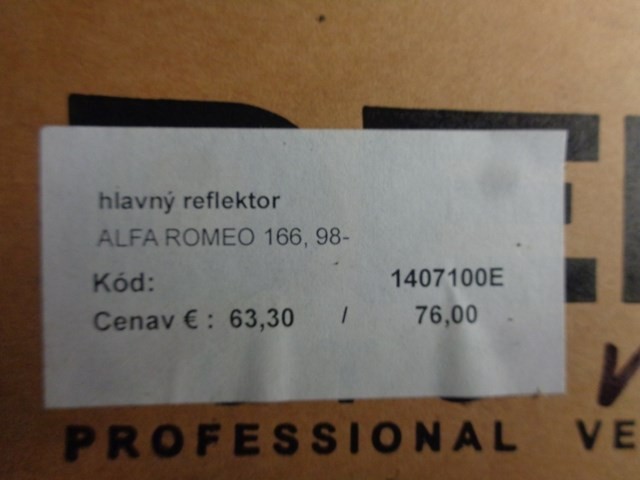 hlavný reflektor
ALFA ROMEO 166, 98-
Kód: 1407100E
Cenav € : 63,30 / 76,00
PROFESSIONAL VE